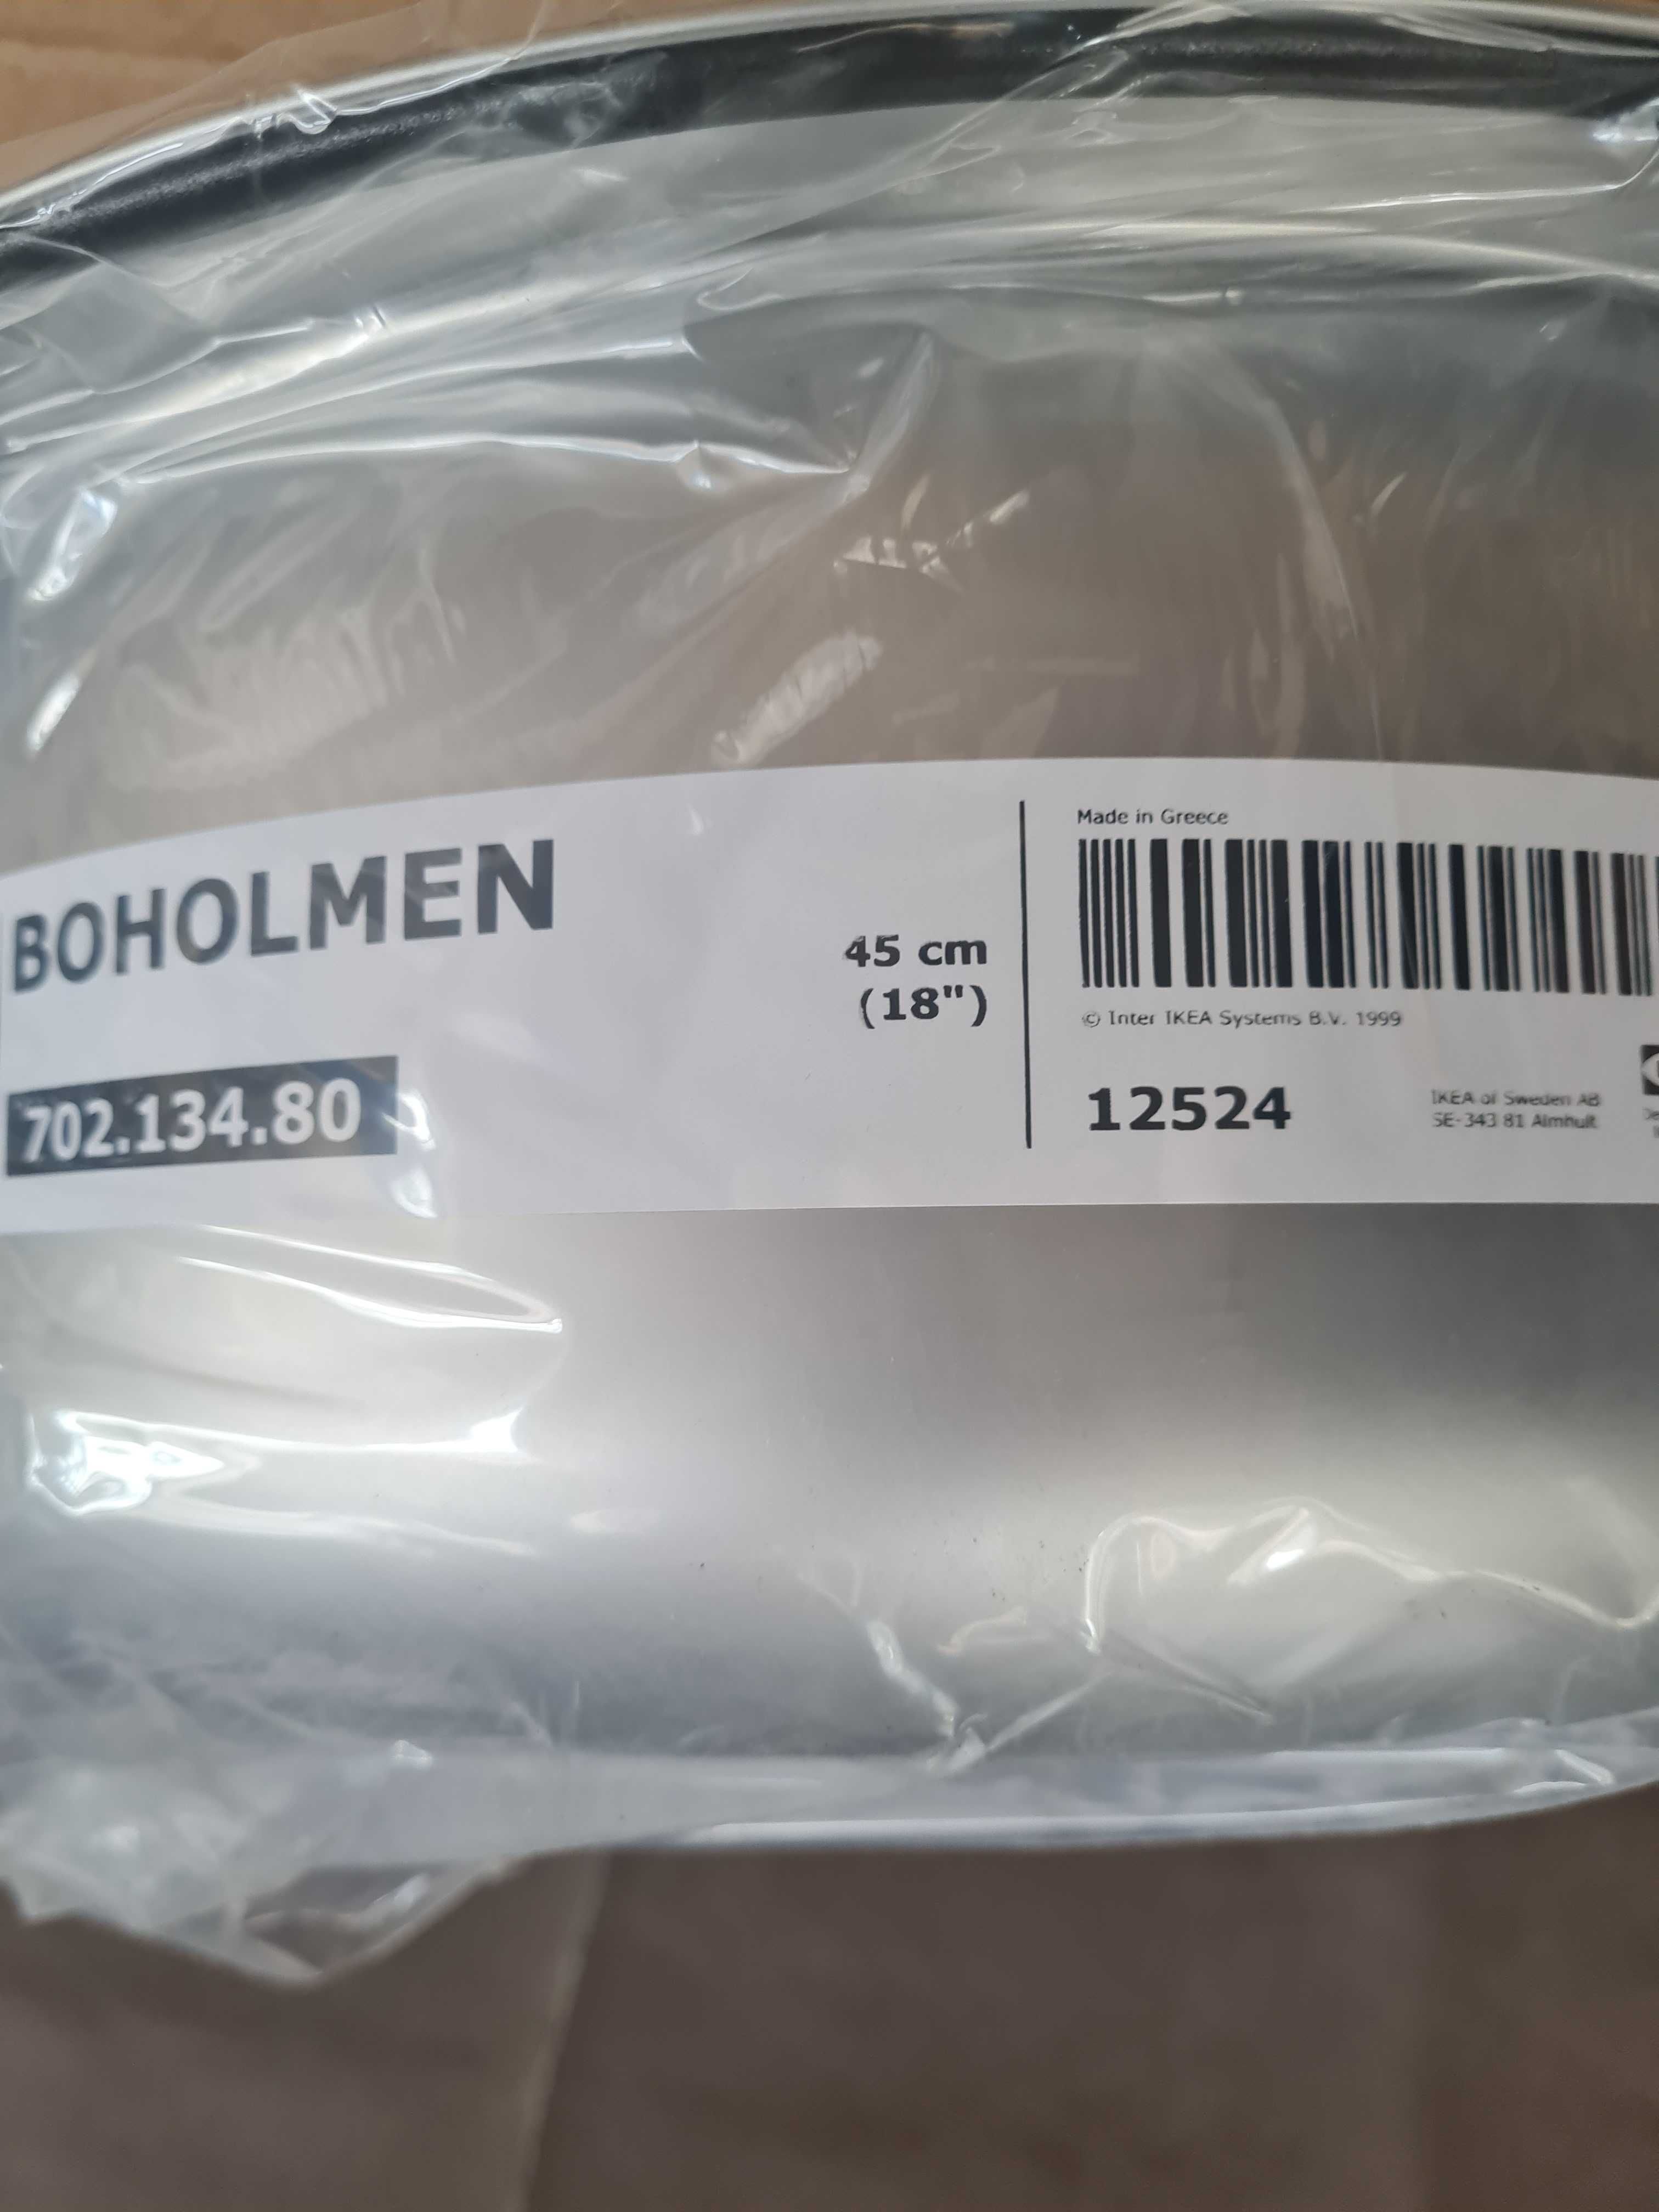 BOHOLMEN
45 cm
(18")
702.134.80
Made in Greece
© Inter IKEA Systems B.V. 1999
12524
IKEA of Sweden AB
SE-343 81 Älmhult